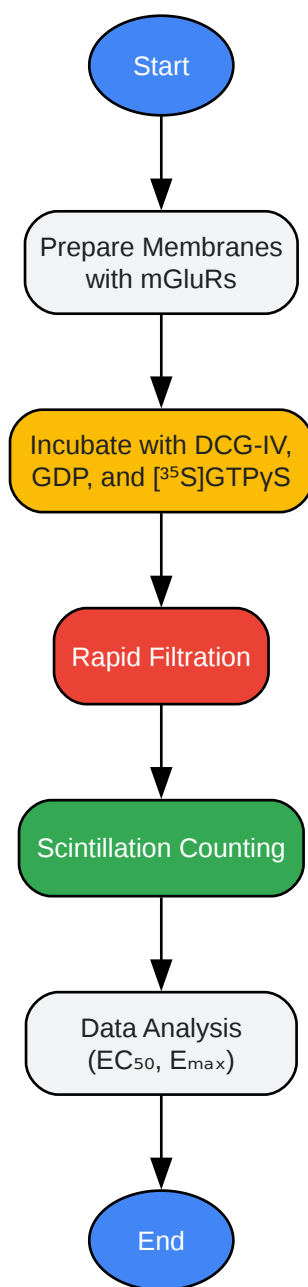 Start
Prepare Membranes
with mGluRs
Incubate with DCG-IV,
GDP, and [³⁵S]GTPγS
Rapid Filtration
Scintillation Counting
Data Analysis
(EC₅₀, Eₘₐₓ)
End